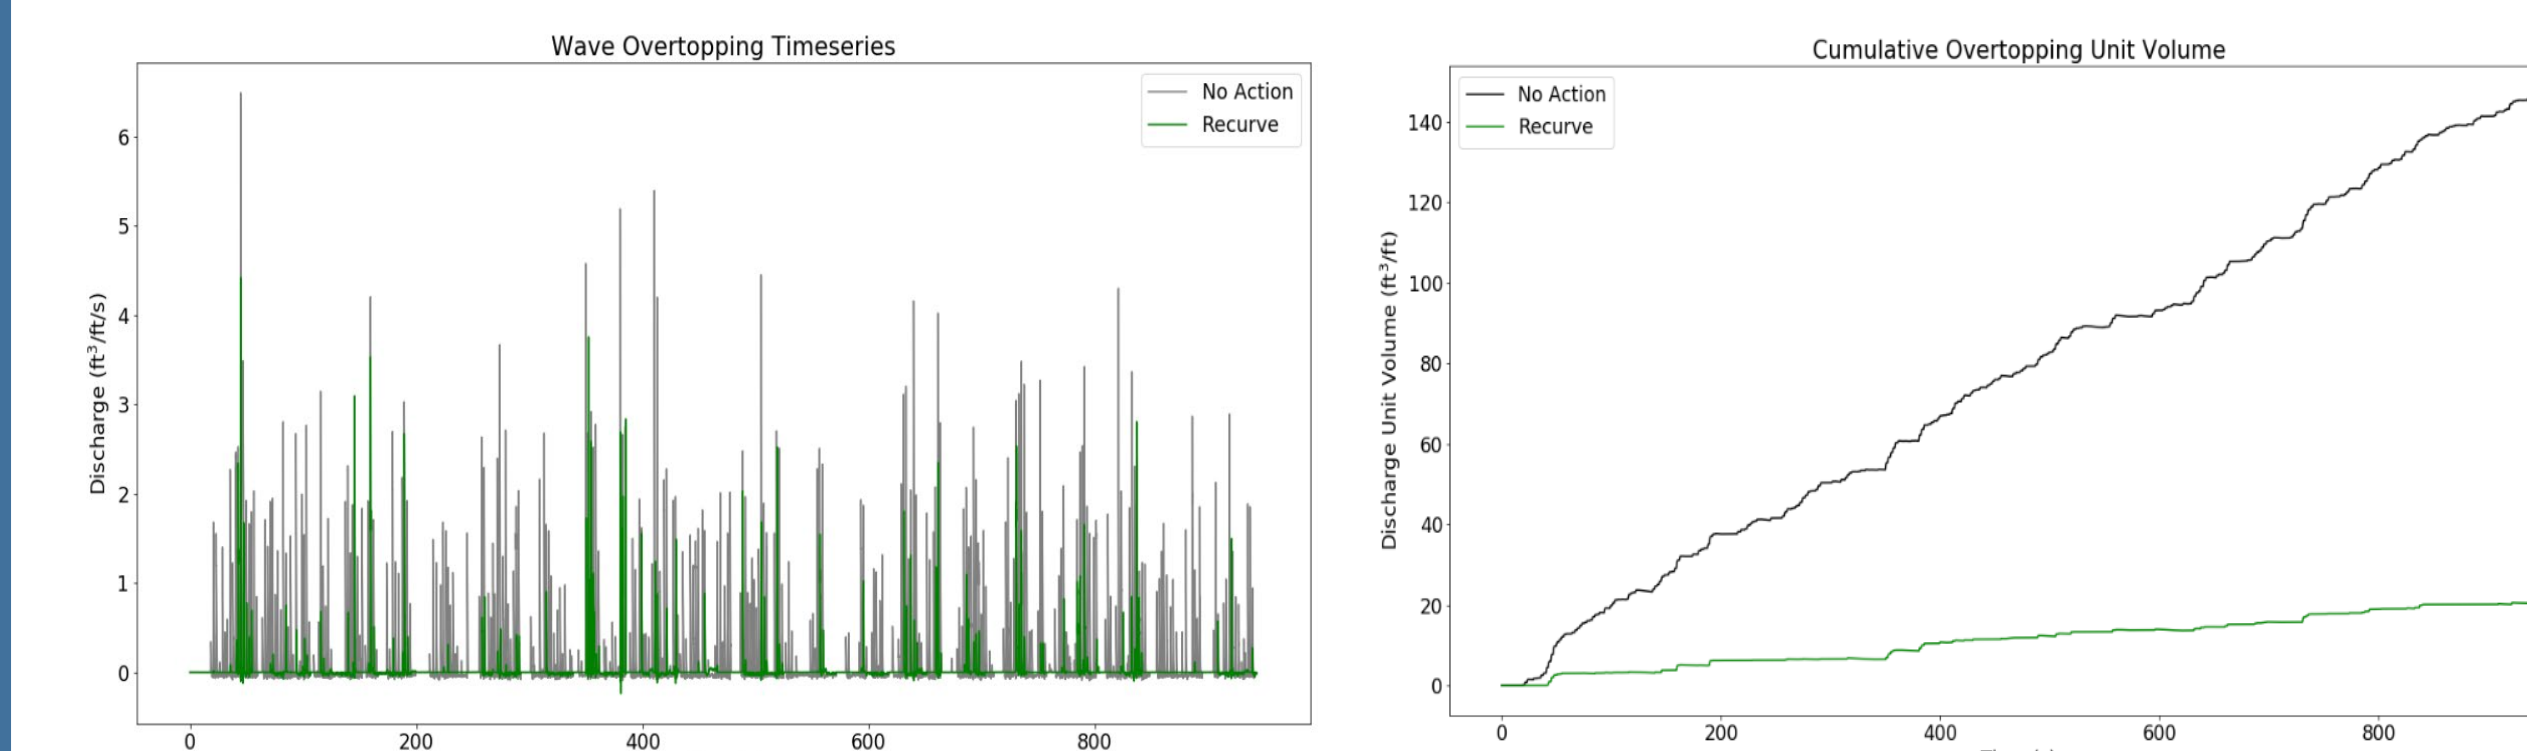 Wave Overtopping Timeseries
No Action
Recurve
Discharge (ft³/ft/s)
6
5
4
3
2
1
0
0 200 400 600 800
Cumulative Overtopping Unit Volume
No Action
Recurve
Discharge Unit Volume (ft³/ft)
140
120
100
80
60
40
20
0
0 200 400 600 800